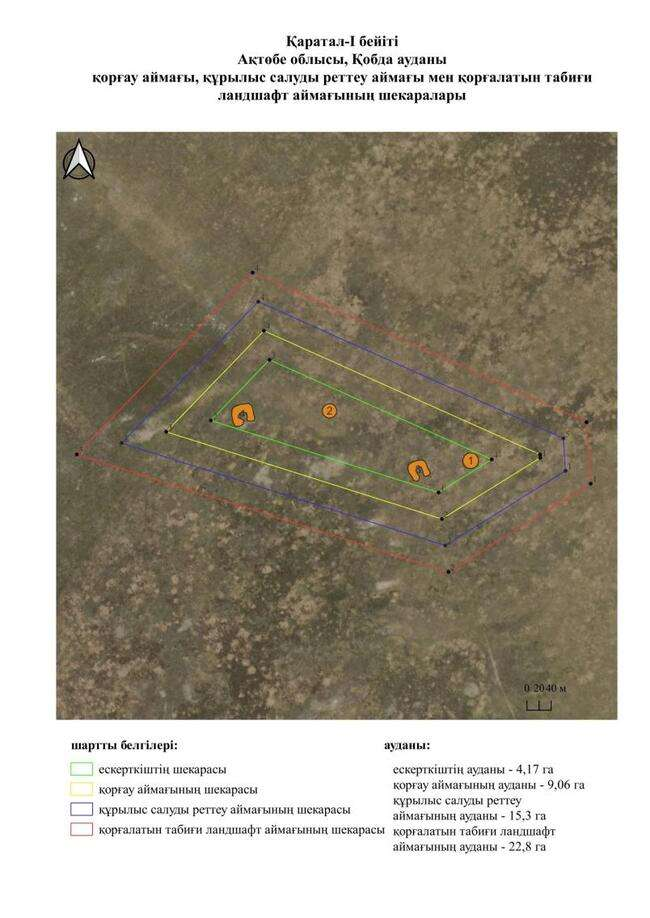 Қаратал-I бейіті
Ақтөбе облысы, Қобда ауданы
қорғау аймағы, құрылыс салуды реттеу аймағы мен қорғалатын табиғи
ландшафт аймағының шекаралары
2
1
0 2040 м
шартты белгілері:
ескерткіштің шекарасы
қорғау аймағының шекарасы
құрылыс салуды реттеу аймағының шекарасы
қорғалатын табиғи ландшафт аймағының шекарасы
ауданы:
ескерткіштің ауданы - 4,17 га
қорғау аймағының ауданы - 9,06 га
құрылыс салуды реттеу
аймағының ауданы - 15,3 га
қорғалатын табиғи ландшафт
аймағының ауданы - 22,8 га